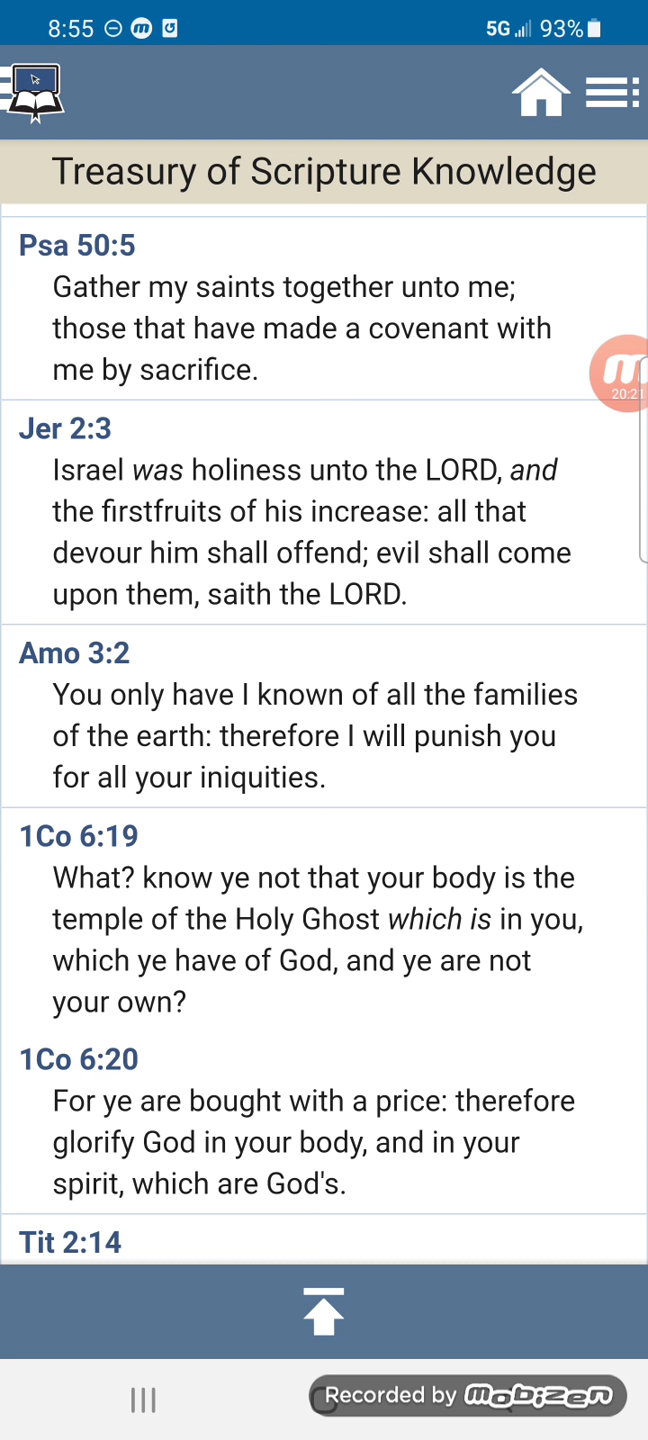 8:55
5G 93%
Treasury of Scripture Knowledge
Psa 50:5
Gather my saints together unto me;
those that have made a covenant with
me by sacrifice.
20:21
Jer 2:3
Israel was holiness unto the LORD, and
the firstfruits of his increase: all that
devour him shall offend; evil shall come
upon them, saith the LORD.
Amo 3:2
You only have I known of all the families
of the earth: therefore I will punish you
for all your iniquities.
1Co 6:19
What? know ye not that your body is the
temple of the Holy Ghost which is in you,
which ye have of God, and ye are not
your own?
1Co 6:20
For ye are bought with a price: therefore
glorify God in your body, and in your
spirit, which are God's.
Tit 2:14
Recorded by Mobizen